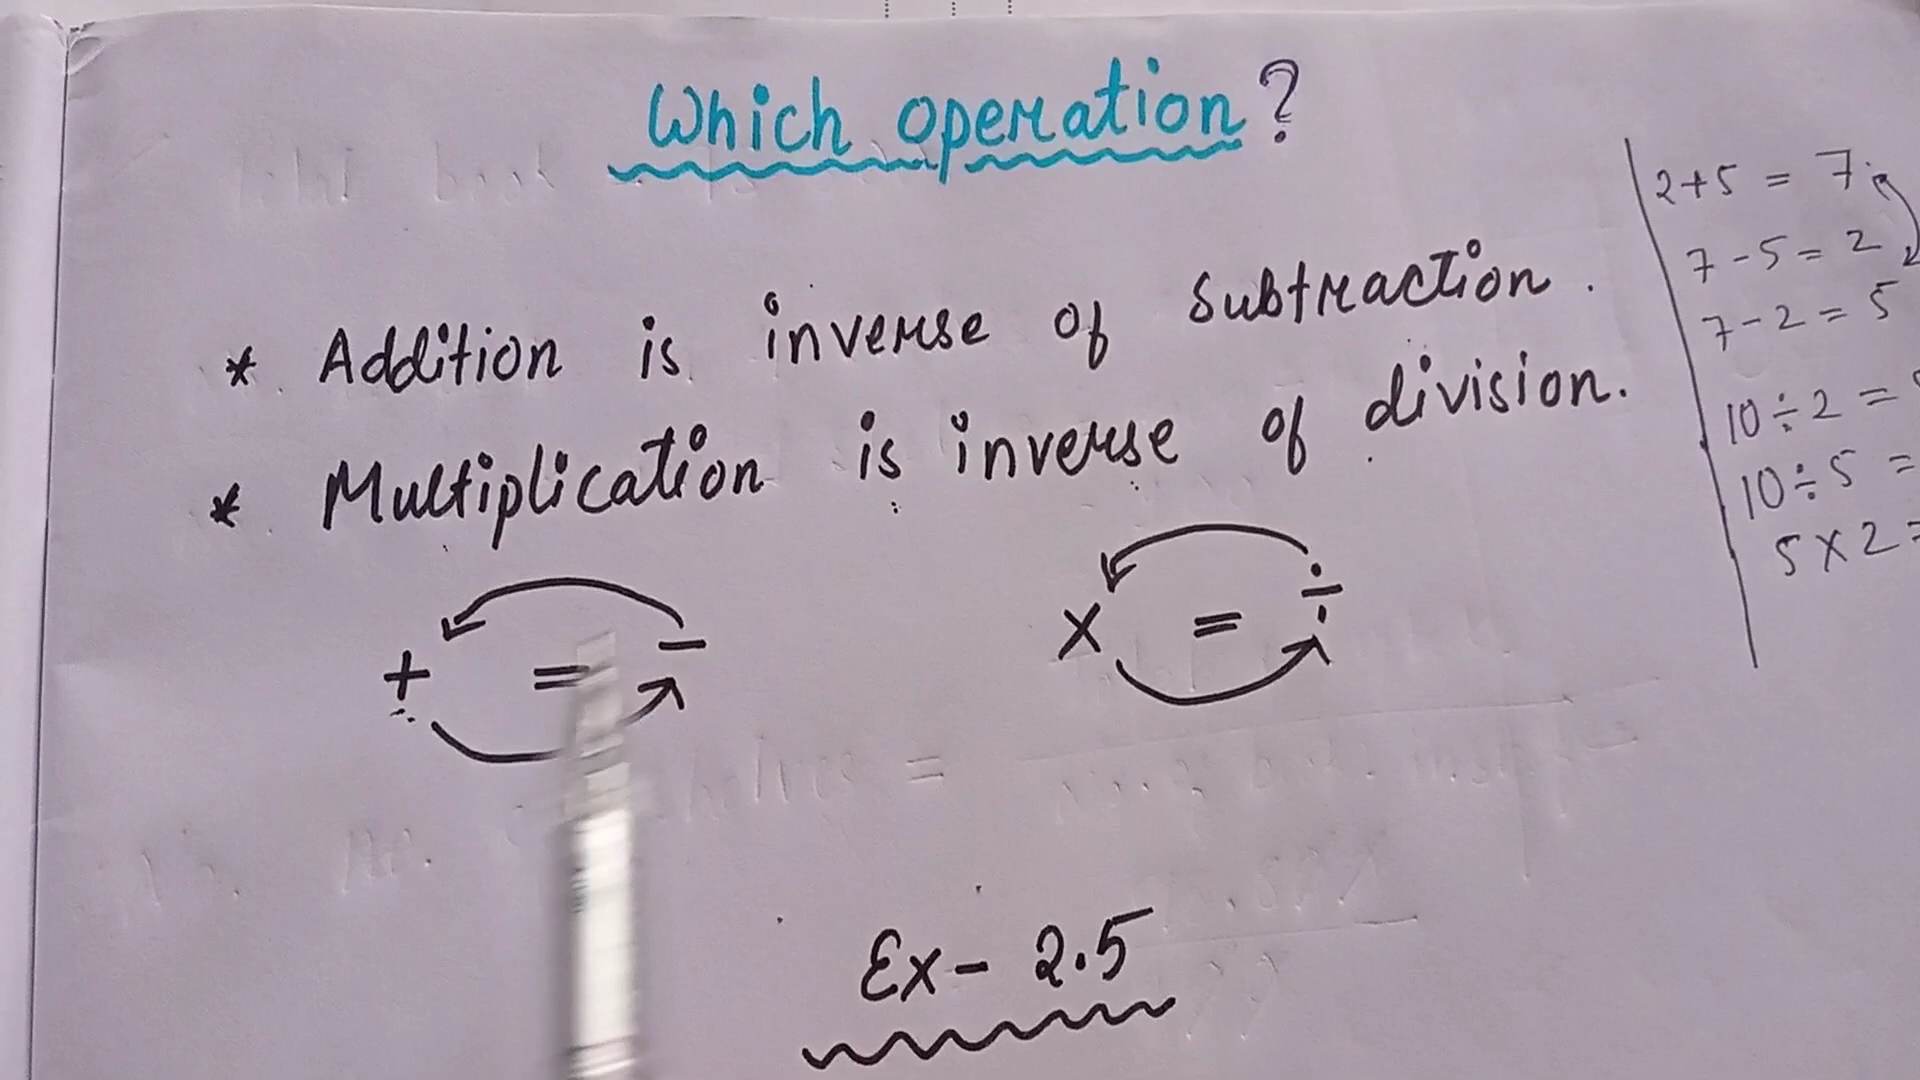 Which operation?
* Addition is inverse of subtraction.
* Multiplication is inverse of division.
+ = −
× = ÷
Ex - 2.5
2+5 = 7
7-5 = 2
7-2 = 5
10÷2 =
10÷5 =
5×2 =